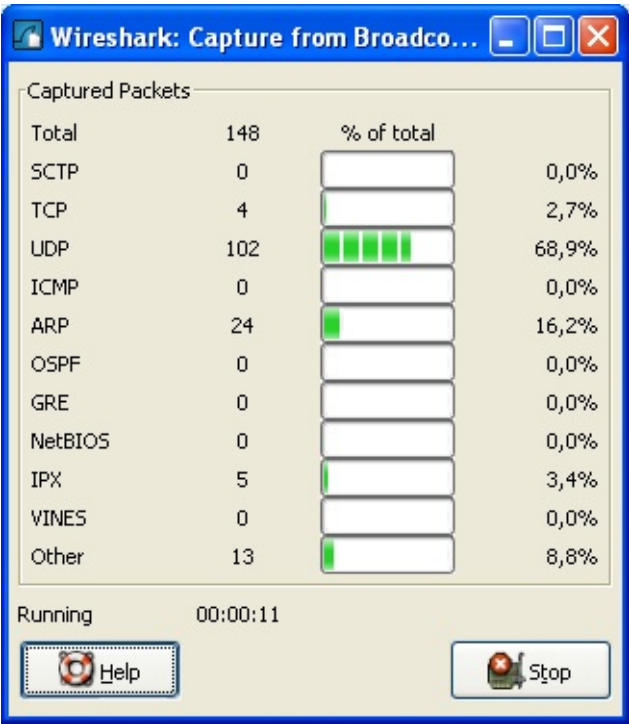 Wireshark: Capture from Broadco...
Captured Packets
Total 148 % of total
SCTP 0 0,0%
TCP 4 2,7%
UDP 102 68,9%
ICMP 0 0,0%
ARP 24 16,2%
OSPF 0 0,0%
GRE 0 0,0%
NetBIOS 0 0,0%
IPX 5 3,4%
VINES 0 0,0%
Other 13 8,8%
Running 00:00:11
Help Stop